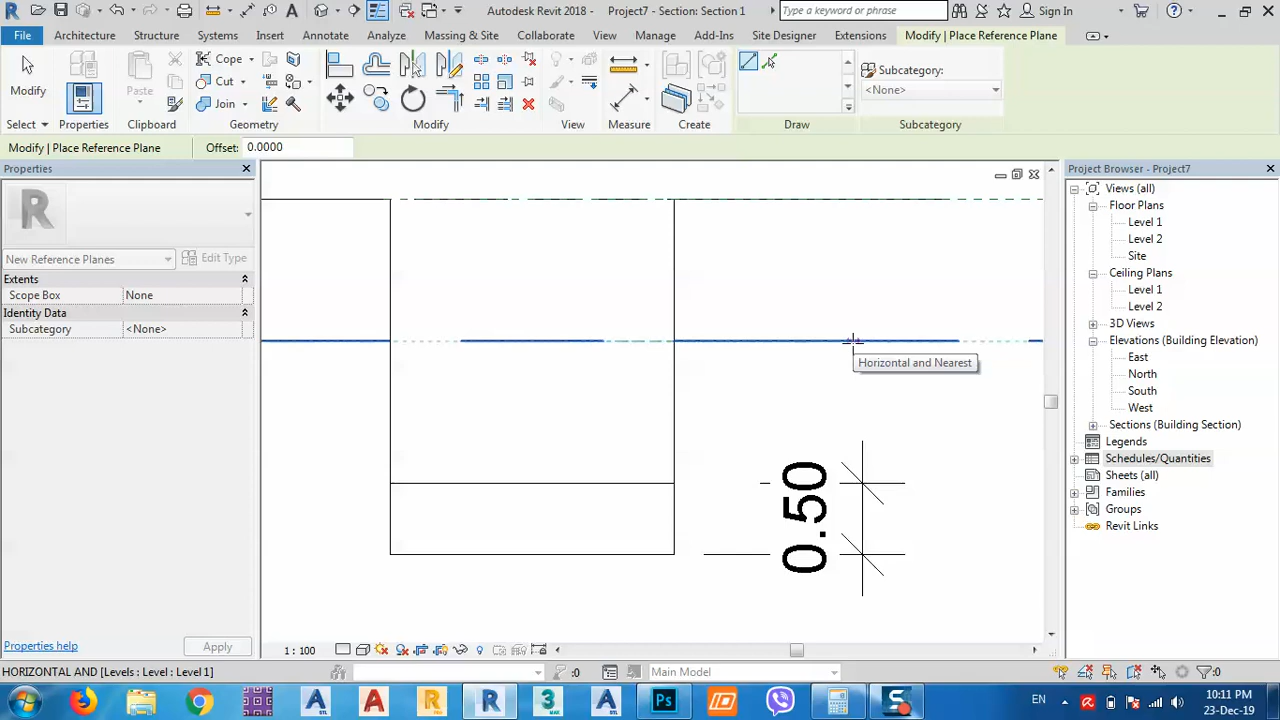 Autodesk Revit 2018 - Project7 - Section: Section 1
Type a keyword or phrase
Sign In
File Architecture Structure Systems Insert Annotate Analyze Massing & Site Collaborate View Manage Add-Ins Site Designer Extensions Modify | Place Reference Plane
Modify
Paste
Cope
Cut
Join
Subcategory:
<None>
Select Properties Clipboard Geometry Modify View Measure Create Draw Subcategory
Modify | Place Reference Plane
Offset: 0.0000
Properties
New Reference Planes
Edit Type
Extents
Scope Box None
Identity Data
Subcategory <None>
Properties help
Apply
Horizontal and Nearest
0.50
1 : 100
Project Browser - Project7
Views (all)
Floor Plans
Level 1
Level 2
Site
Ceiling Plans
Level 1
Level 2
3D Views
Elevations (Building Elevation)
East
North
South
West
Sections (Building Section)
Legends
Schedules/Quantities
Sheets (all)
Families
Groups
Revit Links
HORIZONTAL AND [Levels : Level : Level 1]
:0
Main Model
:0
EN
10:11 PM
23-Dec-19